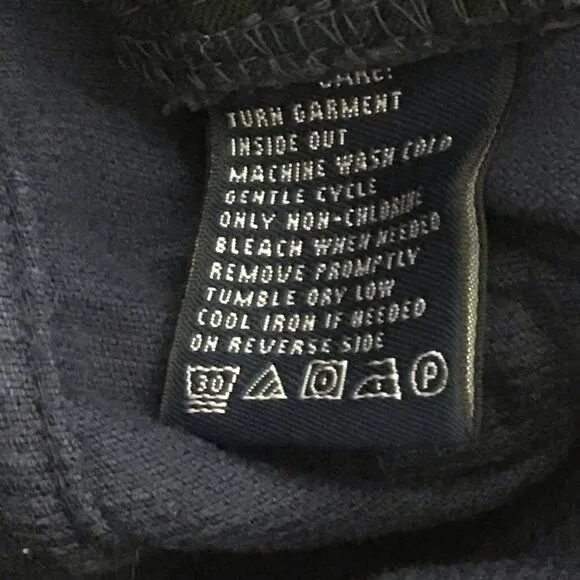 CARE:
TURN GARMENT
INSIDE OUT
MACHINE WASH COLD
GENTLE CYCLE
ONLY NON-CHLORINE
BLEACH WHEN NEEDED
REMOVE PROMPTLY
TUMBLE DRY LOW
COOL IRON IF NEEDED
ON REVERSE SIDE
30 P